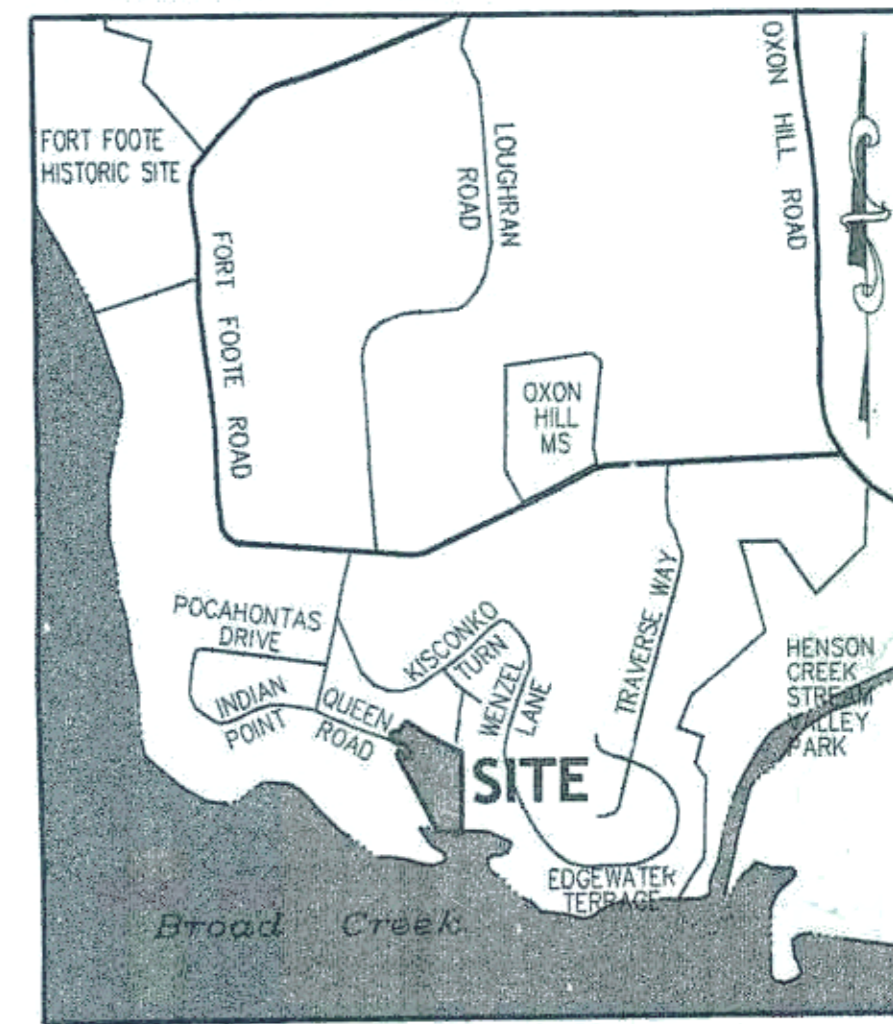 OXON HILL ROAD
FORT FOOTE
HISTORIC SITE
LOUGHRAN
ROAD
FORT FOOTE ROAD
OXON
HILL
MS
POCAHONTAS
DRIVE
KISCONKO
TURN
TRAVERSE WAY
INDIAN
POINT
QUEEN
ROAD
WENZEL
LANE
HENSON
CREEK
STREAM
VALLEY
PARK
SITE
EDGEWATER
TERRACE
Broad Creek